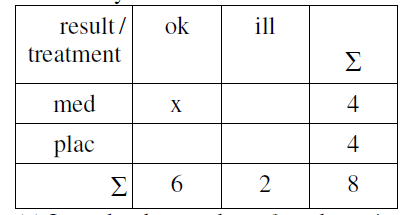 result / ok ill
treatment Σ
med x 4
plac 4
Σ 6 2 8